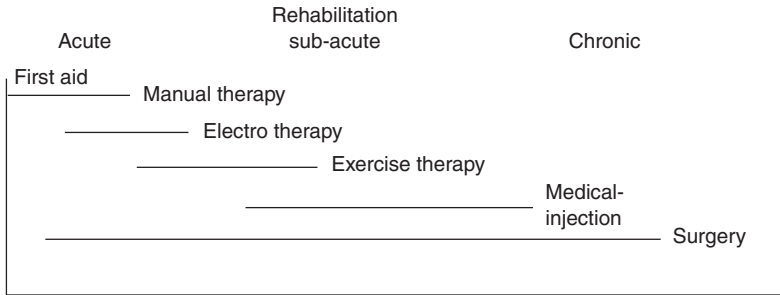 Rehabilitation
Acute
sub-acute
Chronic
First aid
Manual therapy
Electro therapy
Exercise therapy
Medical-
injection
Surgery